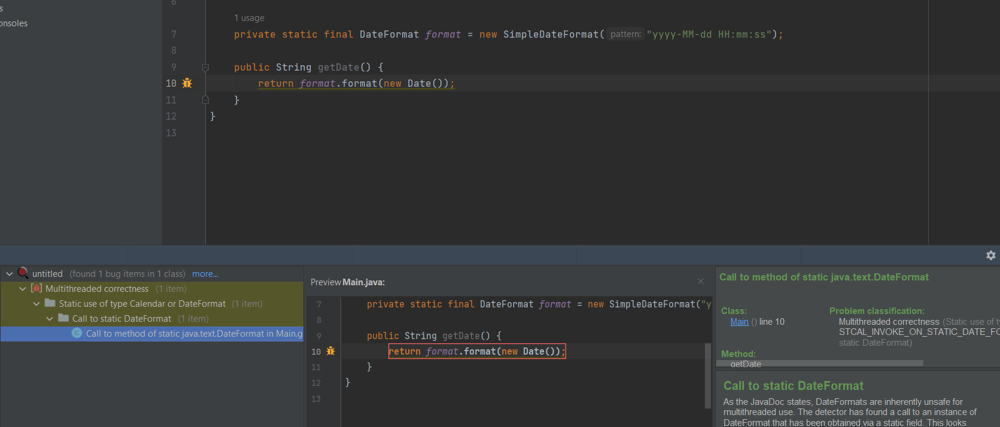 s
onsoles
6
1 usage
7 private static final DateFormat format = new SimpleDateFormat( pattern: "yyyy-MM-dd HH:mm:ss");
8
9 public String getDate() {
10 return format.format(new Date());
11 }
12 }
13
untitled (found 1 bug items in 1 class) more...
Multithreaded correctness (1 item)
Static use of type Calendar or DateFormat (1 item)
Call to static DateFormat (1 item)
Call to method of static java.text.DateFormat in Main.g
Preview Main.java:
7 private static final DateFormat format = new SimpleDateFormat("y
8
9 public String getDate() {
10 return format.format(new Date());
11 }
12 }
13
Call to method of static java.text.DateFormat
Class:
Main () line 10
Method:
getDate
Problem classification:
Multithreaded correctness (Static use of ty
STCAL_INVOKE_ON_STATIC_DATE_FO
static DateFormat)
Call to static DateFormat
As the JavaDoc states, DateFormats are inherently unsafe for
multithreaded use. The detector has found a call to an instance of
DateFormat that has been obtained via a static field. This looks